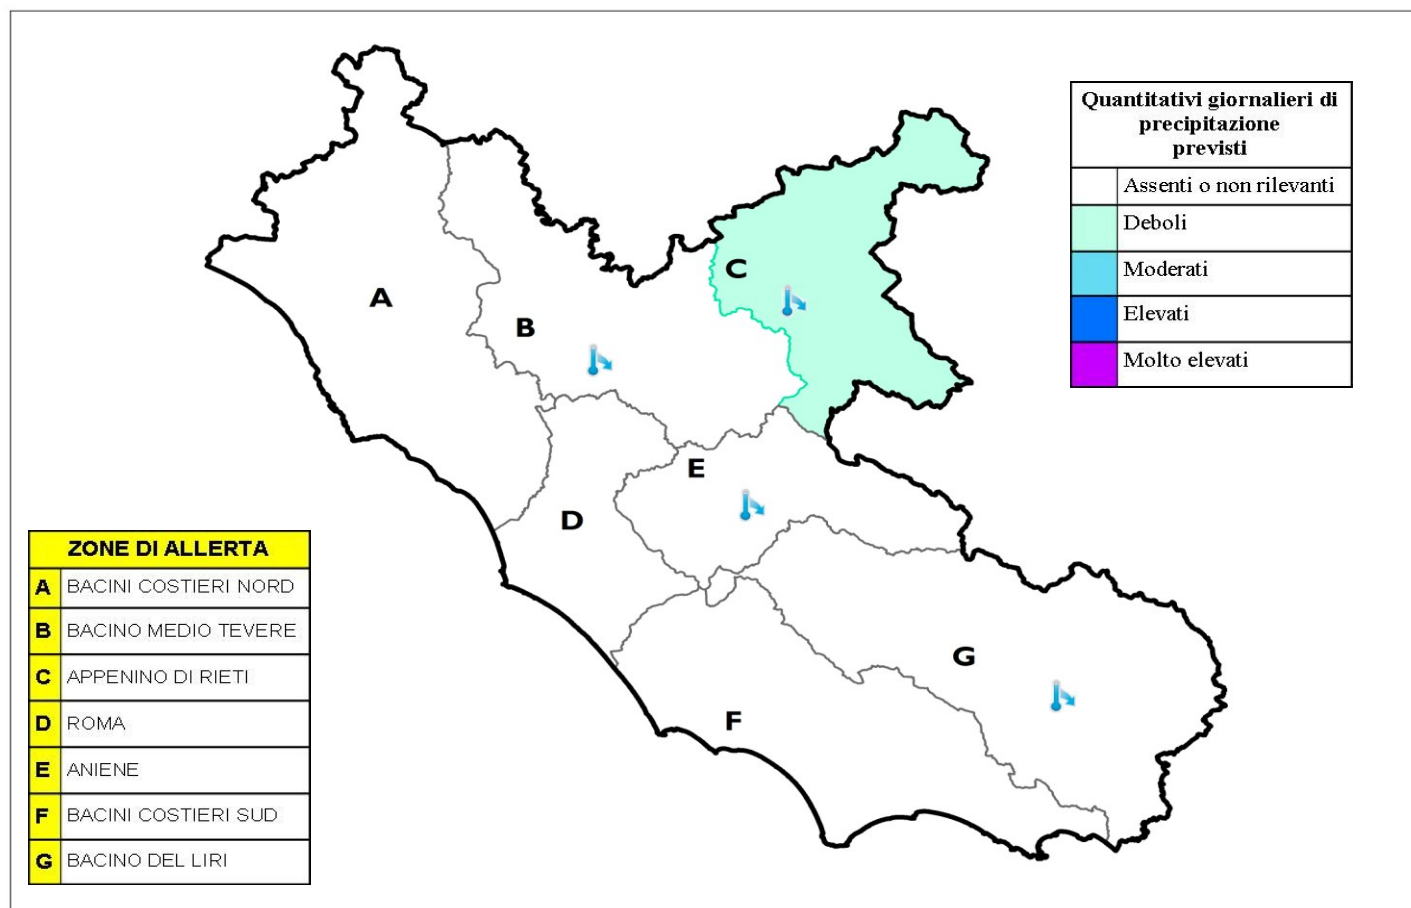 Quantitativi giornalieri di
precipitazione
previsti
Assenti o non rilevanti
Deboli
Moderati
Elevati
Molto elevati
A
B
C
D
E
F
G
ZONE DI ALLERTA
A BACINI COSTIERI NORD
B BACINO MEDIO TEVERE
C APPENINO DI RIETI
D ROMA
E ANIENE
F BACINI COSTIERI SUD
G BACINO DEL LIRI